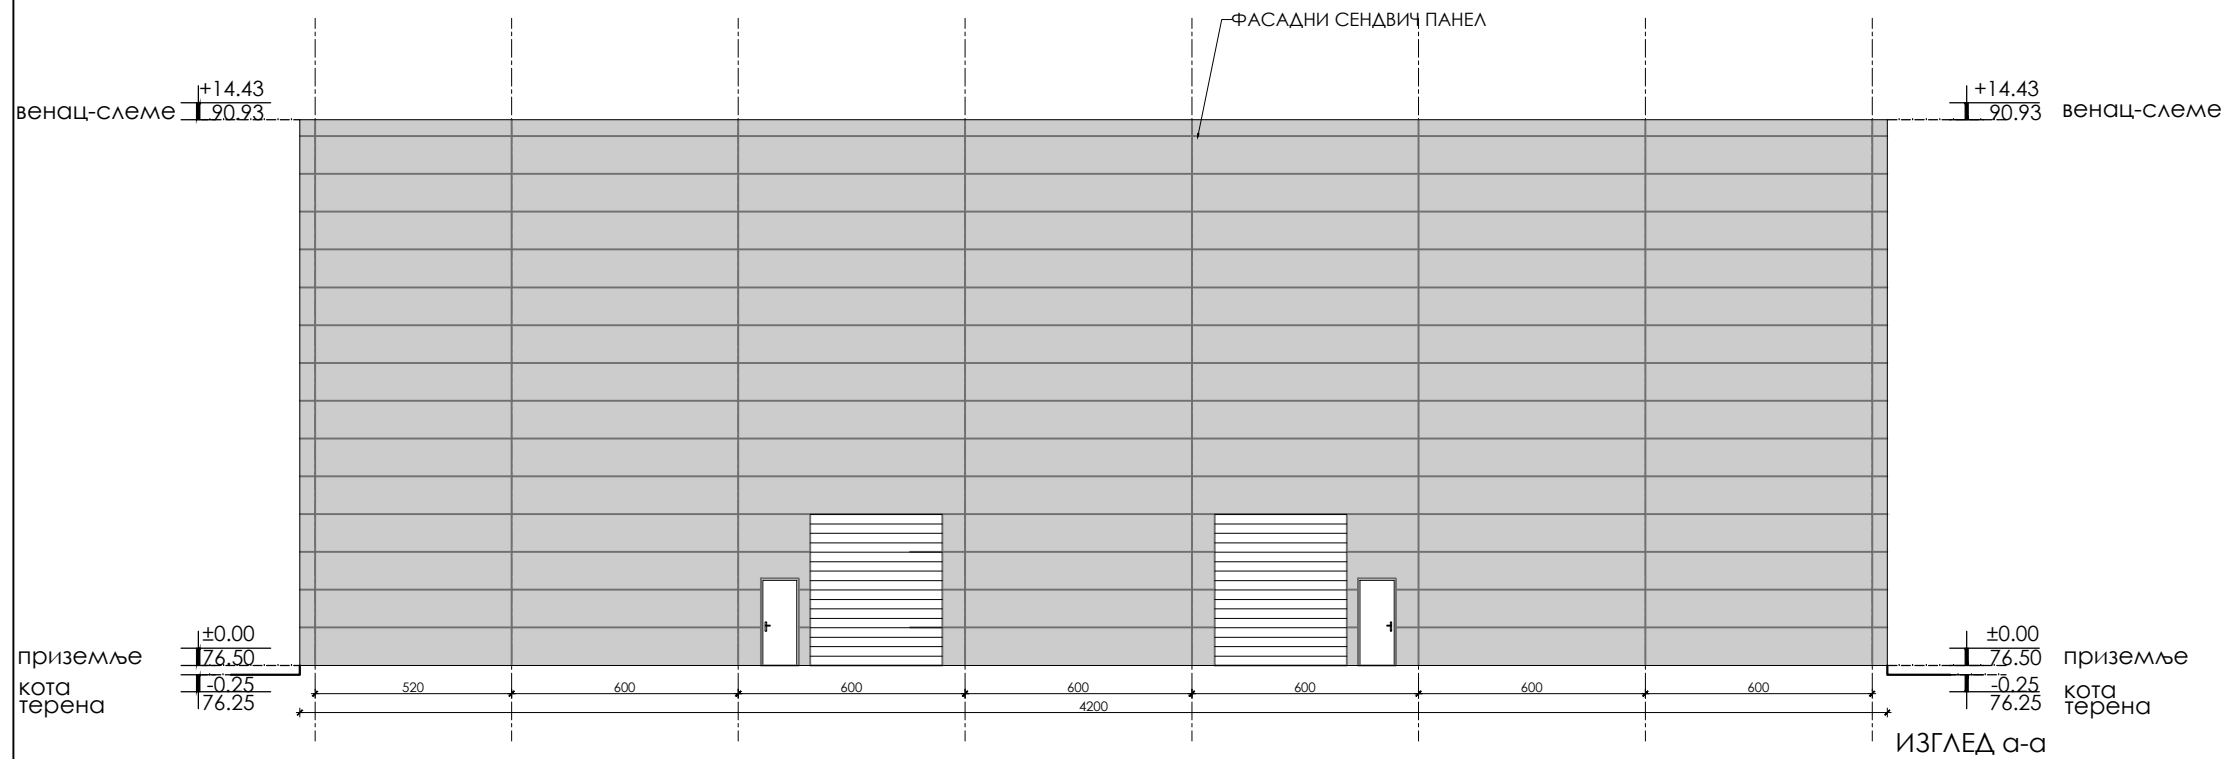 ФАСАДНИ СЕНДВИЧ ПАНЕЛ
+14.43
90.93
венац-слеме
+14.43
90.93
венац-слеме
±0.00
76.50
приземље
-0.25
76.25
кота
терена
±0.00
76.50
приземље
-0.25
76.25
кота
терена
520
600
600
600
600
600
600
4200
ИЗГЛЕД а-а